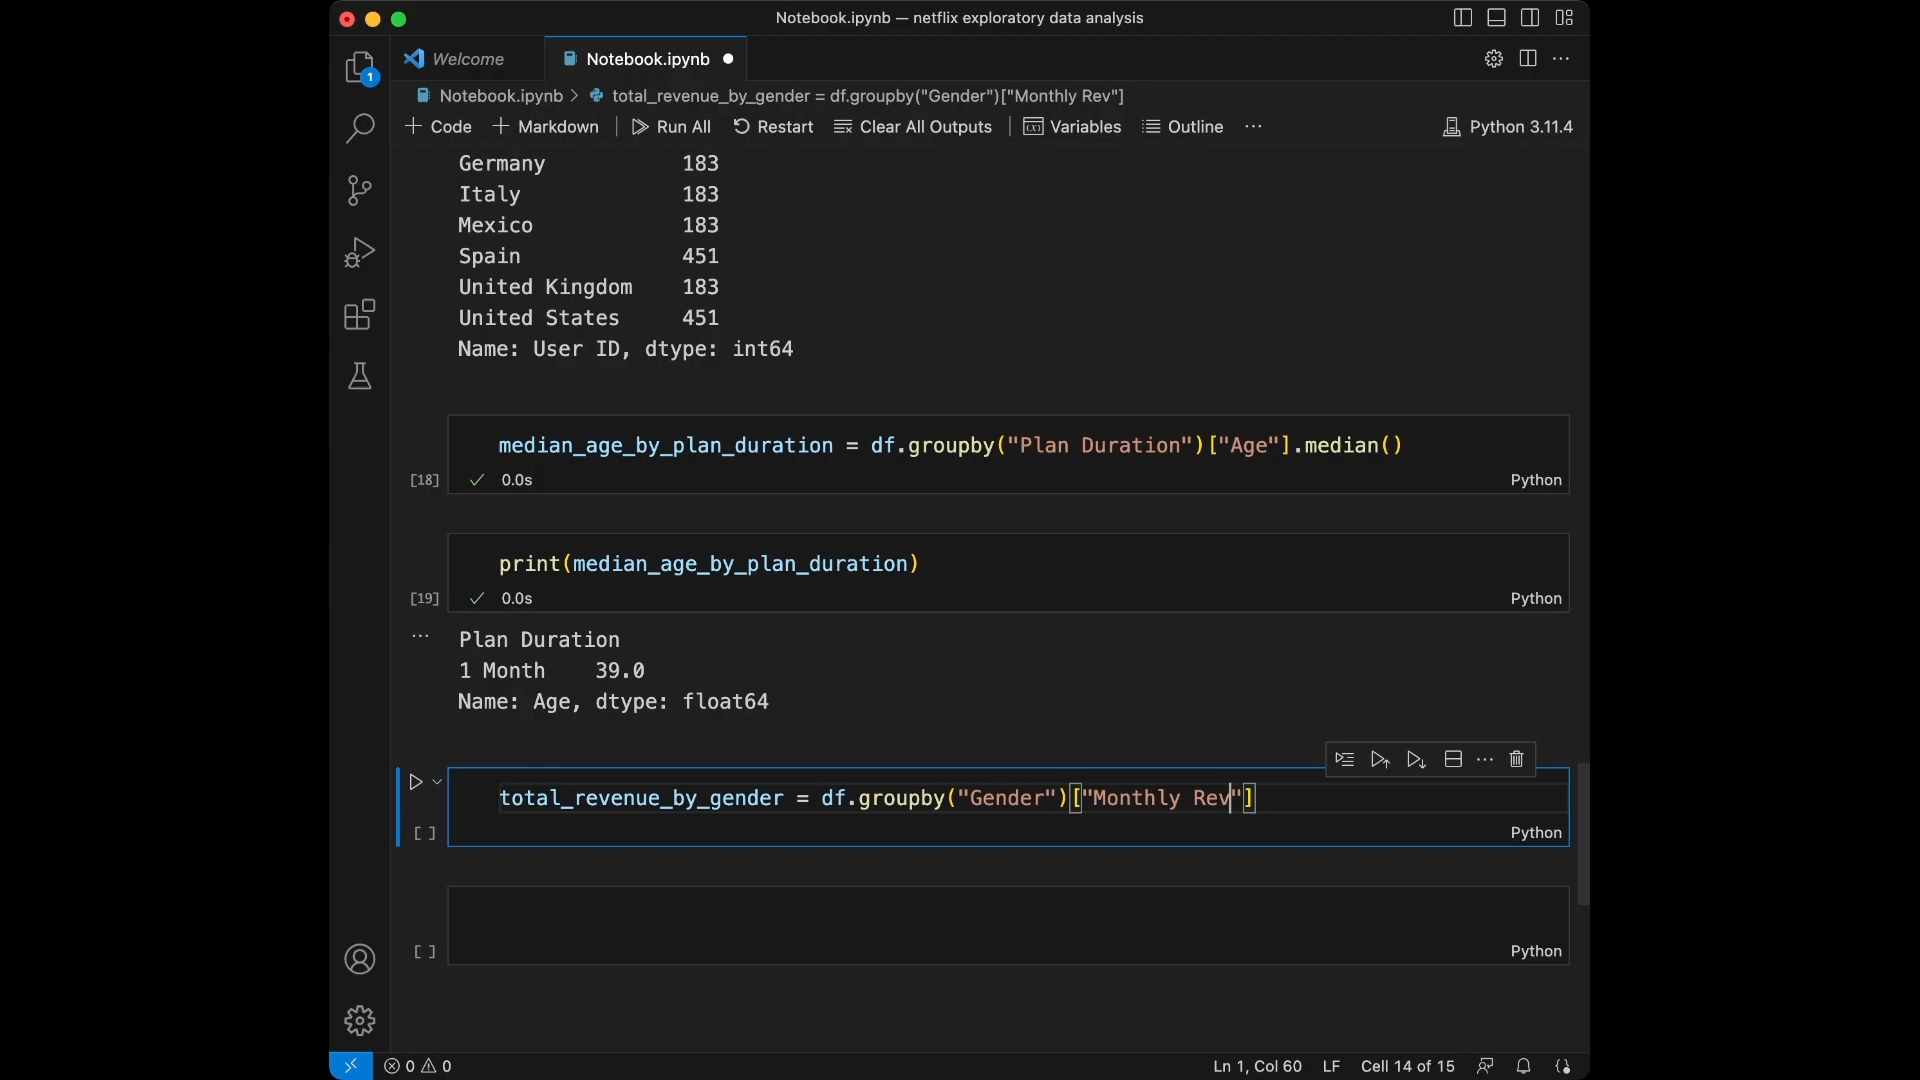 Notebook.ipynb — netflix exploratory data analysis
1
Welcome
Notebook.ipynb
Notebook.ipynb > total_revenue_by_gender = df.groupby("Gender")["Monthly Rev"]
+ Code + Markdown | Run All Restart Clear All Outputs | Variables Outline ... Python 3.11.4
Germany 183
Italy 183
Mexico 183
Spain 451
United Kingdom 183
United States 451
Name: User ID, dtype: int64
median_age_by_plan_duration = df.groupby("Plan Duration")["Age"].median()
[18] ✓ 0.0s Python
print(median_age_by_plan_duration)
[19] ✓ 0.0s Python
... Plan Duration
1 Month 39.0
Name: Age, dtype: float64
total_revenue_by_gender = df.groupby("Gender")["Monthly Rev"]
[ ] Python
[ ] Python
0 0 Ln 1, Col 60 LF Cell 14 of 15